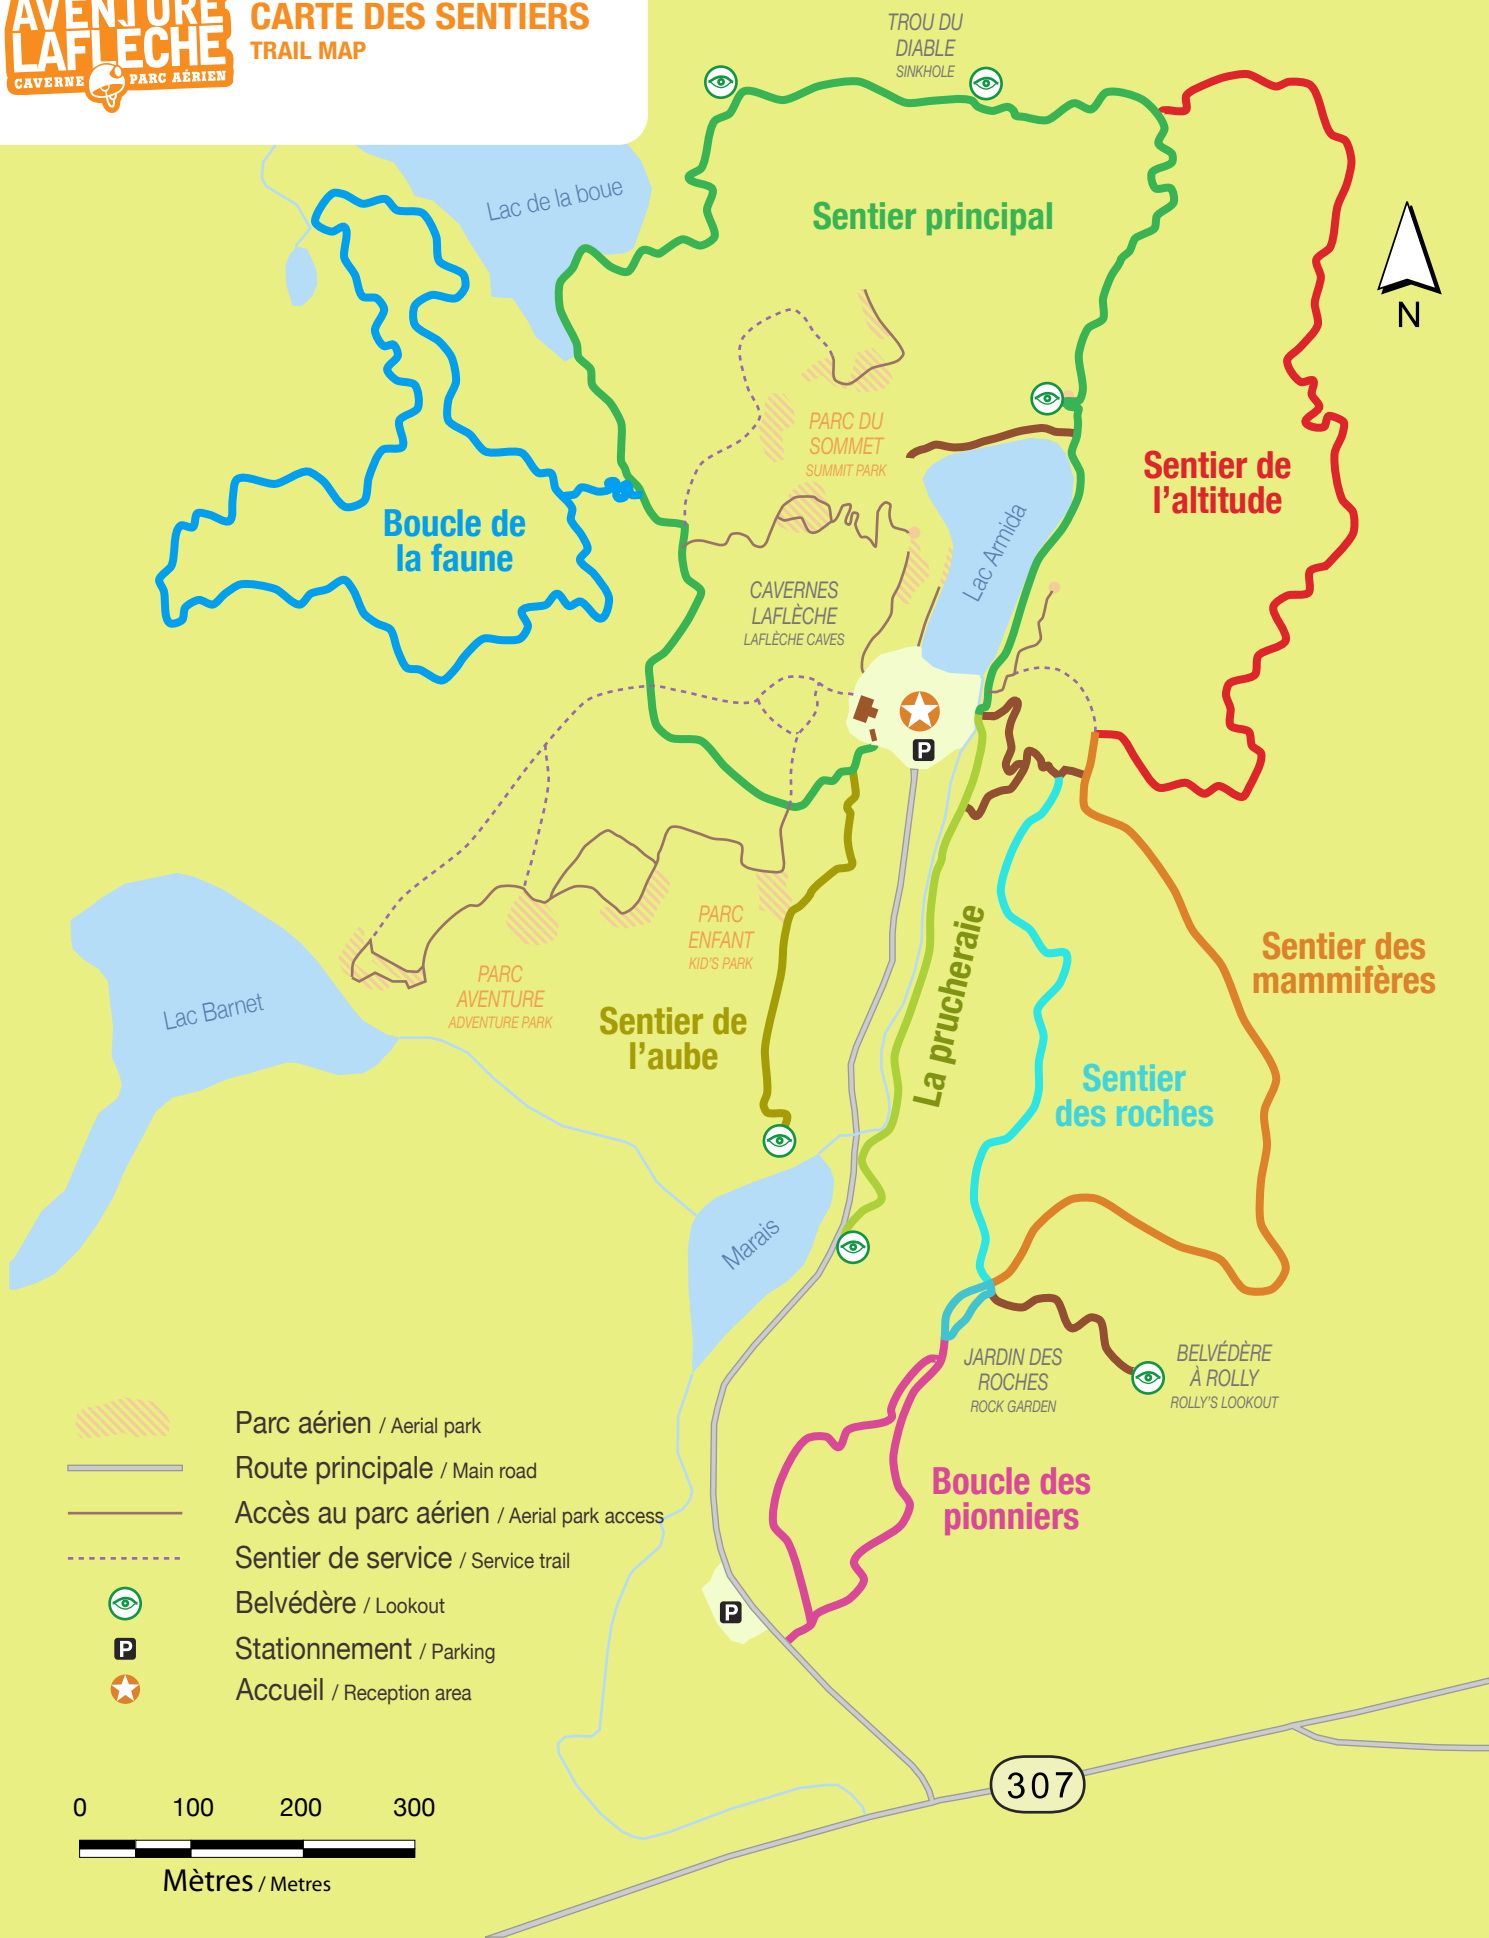 AVENTURE
LAFLÈCHE
CAVERNE PARC AÉRIEN
CARTE DES SENTIERS
TRAIL MAP
TROU DU
DIABLE
SINKHOLE
Lac de la boue
Sentier principal
N
PARC DU
SOMMET
SUMMIT PARK
Sentier de
l'altitude
Boucle de
la faune
Lac Armida
CAVERNES
LAFLÈCHE
LAFLÈCHE CAVES
P
PARC
ENFANT
KID'S PARK
La prucheraie
Sentier des
mammifères
PARC
AVENTURE
ADVENTURE PARK
Lac Barnet
Sentier de
l'aube
Sentier
des roches
Marais
JARDIN DES
ROCHES
ROCK GARDEN
BELVÉDÈRE
À ROLLY
ROLLY'S LOOKOUT
Boucle des
pionniers
Parc aérien / Aerial park
Route principale / Main road
Accès au parc aérien / Aerial park access
Sentier de service / Service trail
Belvédère / Lookout
P Stationnement / Parking
Accueil / Reception area
P
307
0 100 200 300
Mètres / Metres